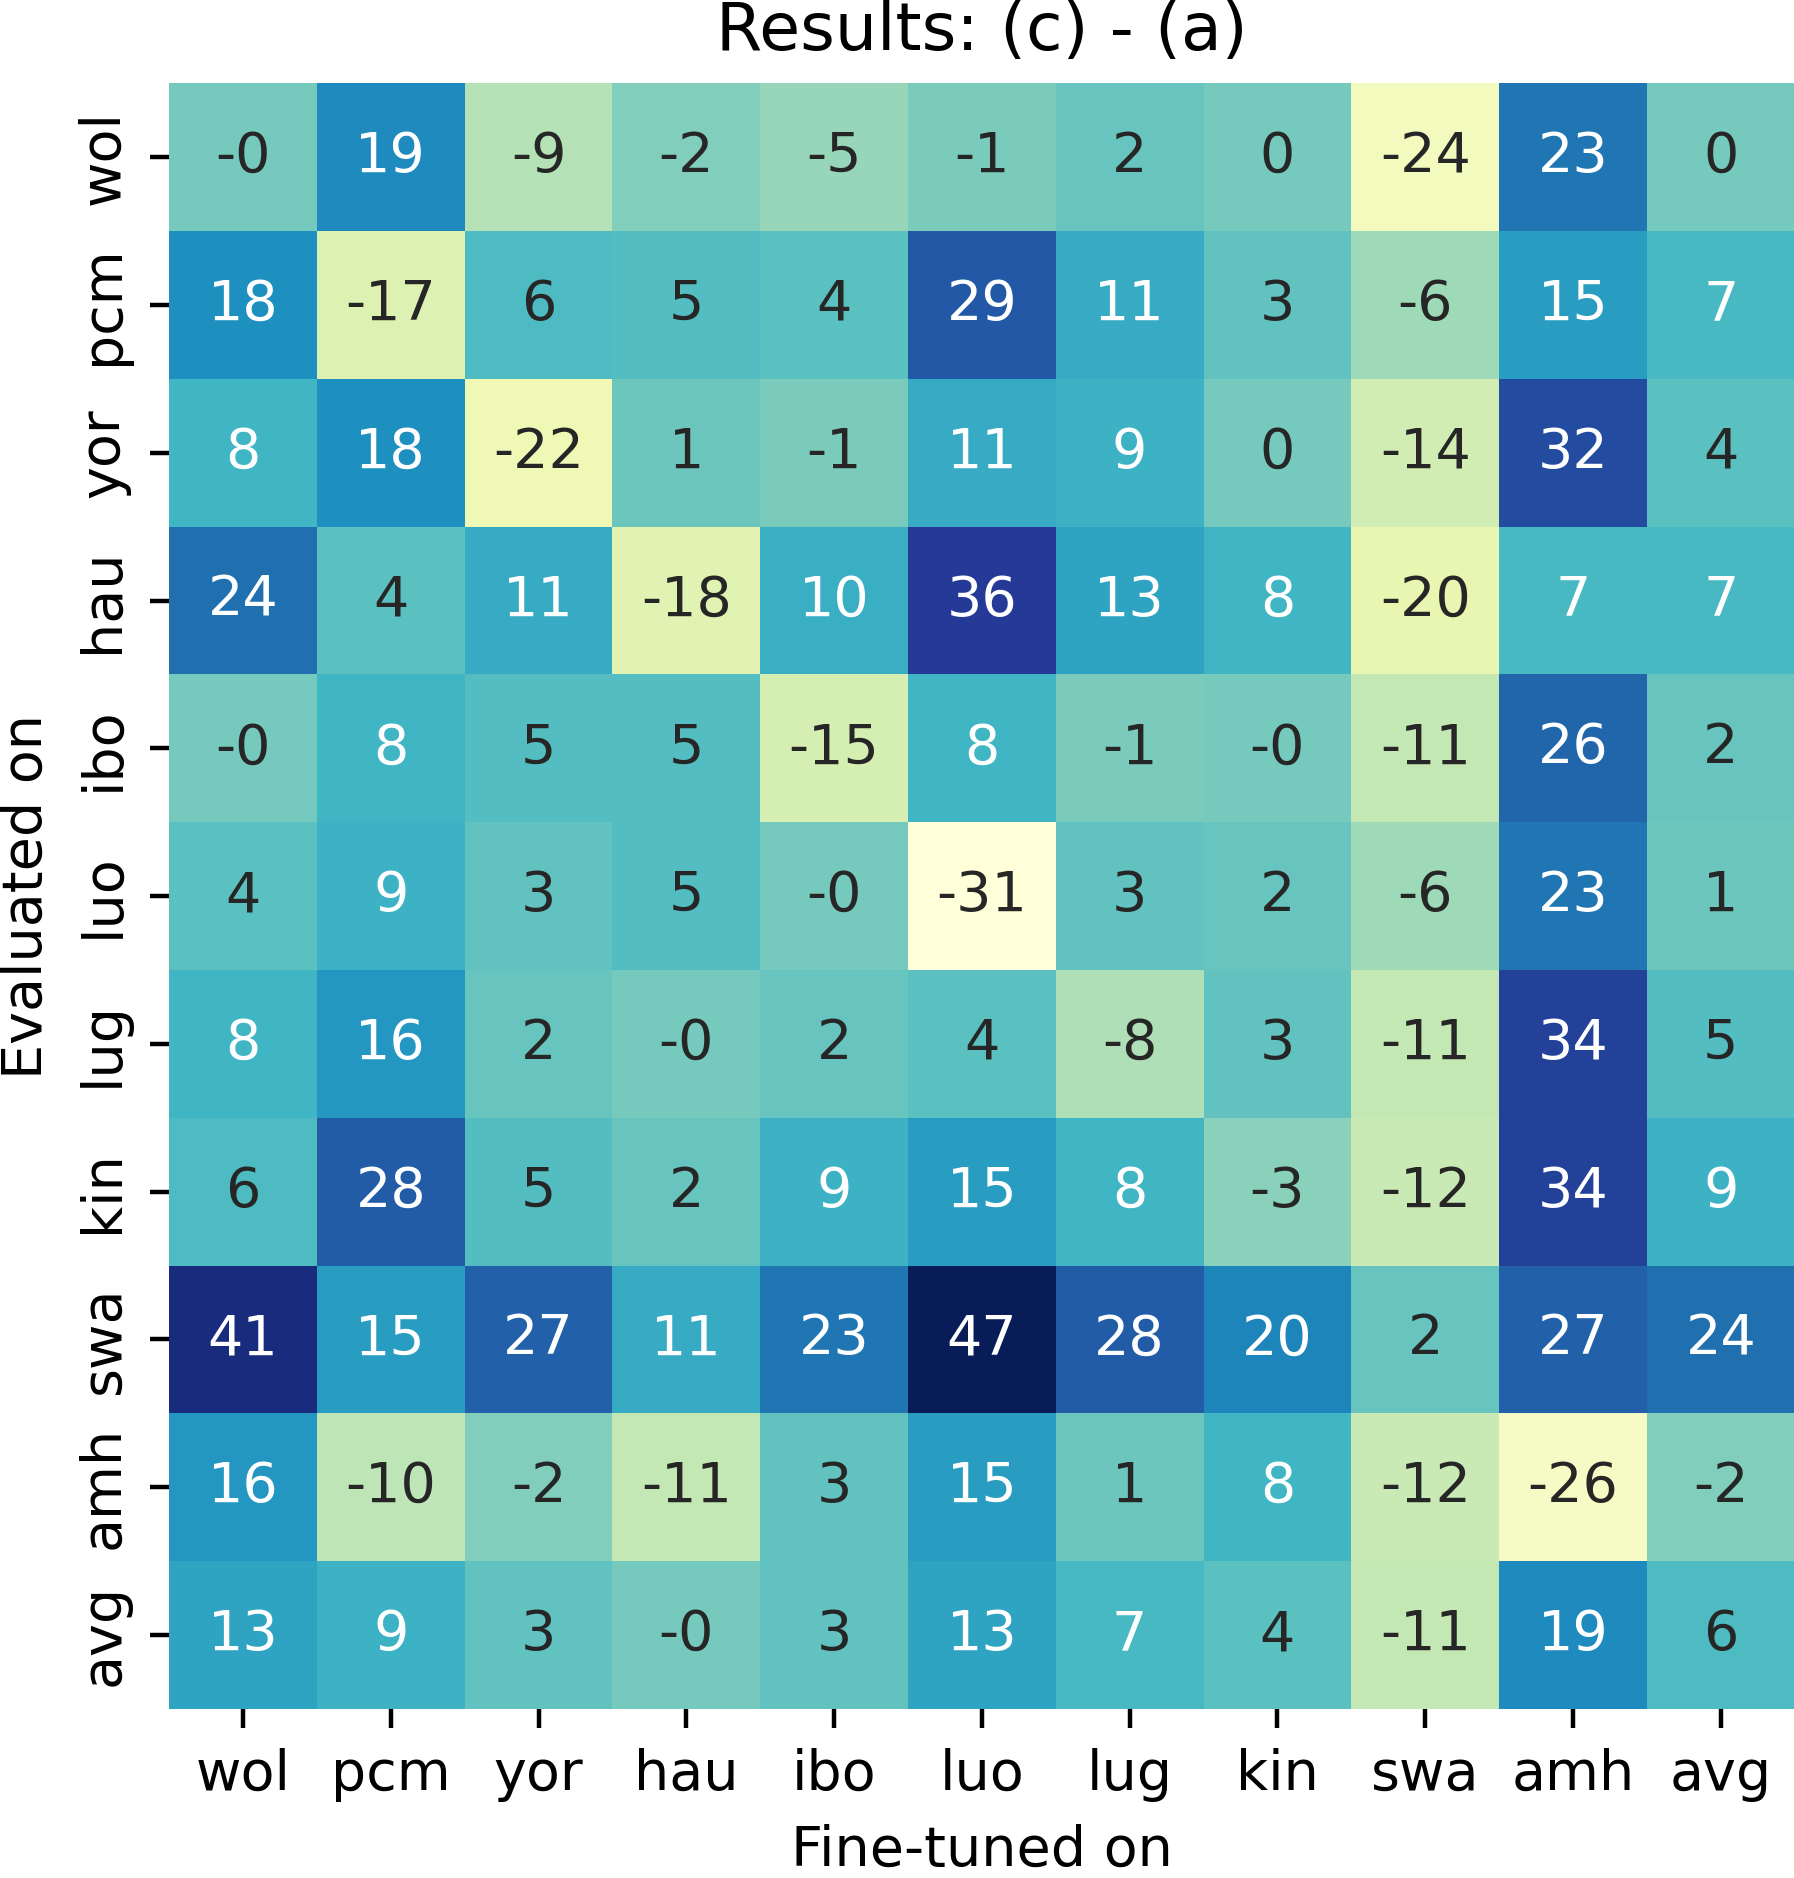 Results: (c) - (a)
Evaluated on
wol -0 19 -9 -2 -5 -1 2 0 -24 23 0
pcm 18 -17 6 5 4 29 11 3 -6 15 7
yor 8 18 -22 1 -1 11 9 0 -14 32 4
hau 24 4 11 -18 10 36 13 8 -20 7 7
ibo -0 8 5 5 -15 8 -1 -0 -11 26 2
luo 4 9 3 5 -0 -31 3 2 -6 23 1
lug 8 16 2 -0 2 4 -8 3 -11 34 5
kin 6 28 5 2 9 15 8 -3 -12 34 9
swa 41 15 27 11 23 47 28 20 2 27 24
amh 16 -10 -2 -11 3 15 1 8 -12 -26 -2
avg 13 9 3 -0 3 13 7 4 -11 19 6
wol pcm yor hau ibo luo lug kin swa amh avg
Fine-tuned on